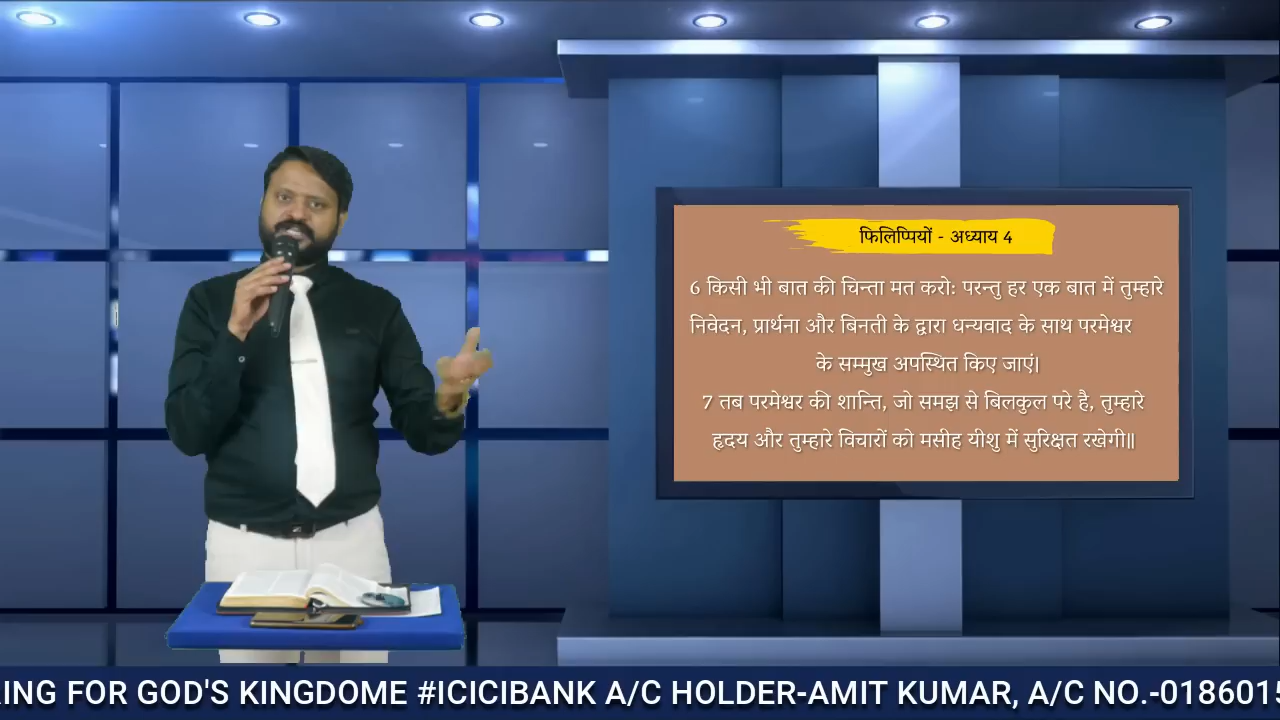 फिलिप्पियों - अध्याय 4
6 किसी भी बात की चिन्ता मत करो: परन्तु हर एक बात में तुम्हारे
निवेदन, प्रार्थना और बिनती के द्वारा धन्यवाद के साथ परमेश्वर
के सम्मुख अपस्थित किए जाएं|
7 तब परमेश्वर की शान्ति, जो समझ से बिलकुल परे है, तुम्हारे
हृदय और तुम्हारे विचारों को मसीह यीशु में सुरिक्षत रखेगी॥
ING FOR GOD'S KINGDOME #ICICIBANK A/C HOLDER-AMIT KUMAR, A/C NO.-0186015